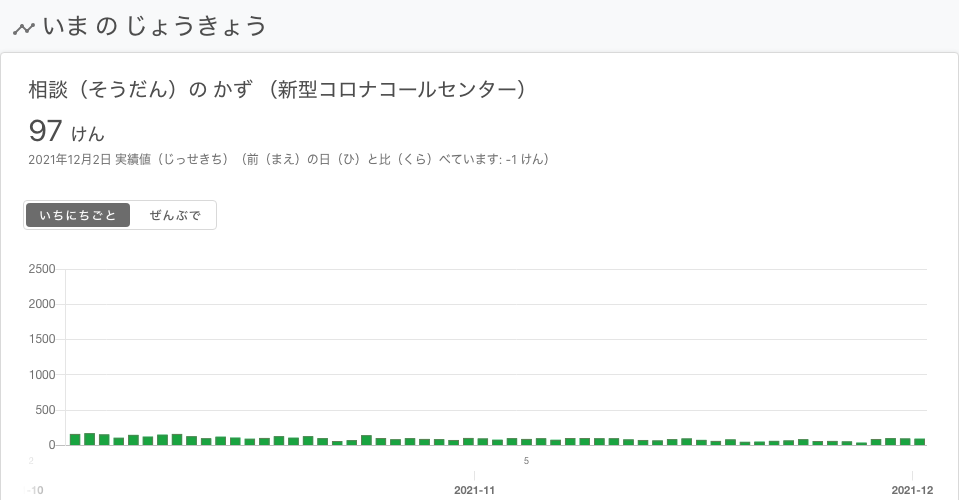 いま の じょうきょう
相談（そうだん）の かず （新型コロナコールセンター）
97 けん
2021年12月2日 実績値（じっせきち）（前（まえ）の日（ひ）と比（くら）べています: -1 けん）
いちにちごと ぜんぶで
2500
2000
1500
1000
500
0
2 5
-10 2021-11 2021-12